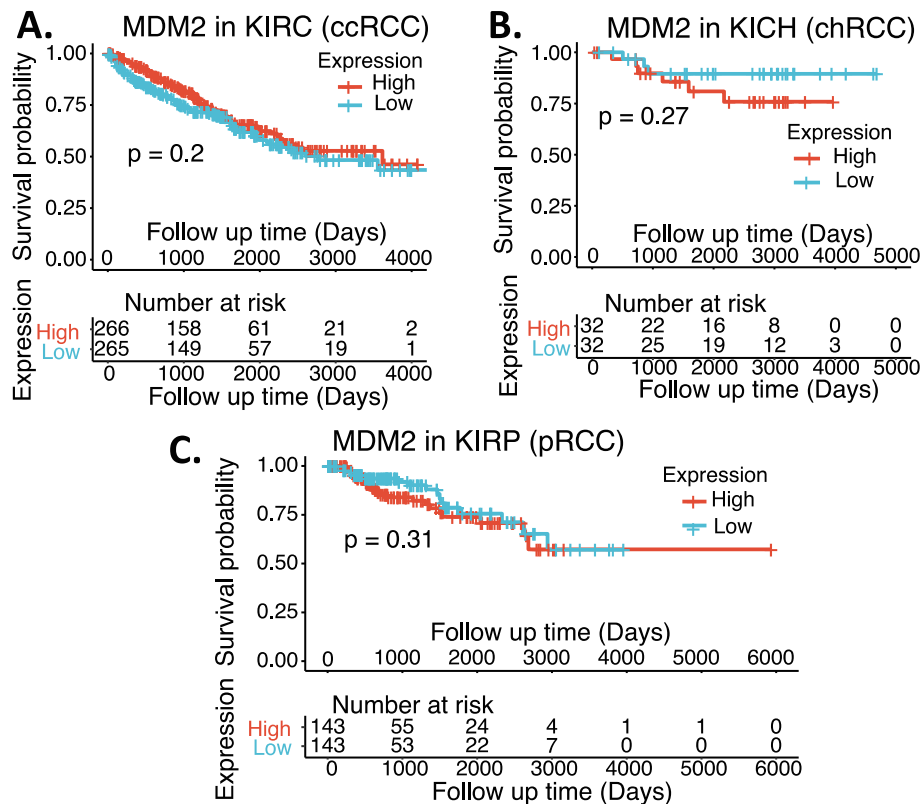 A.
MDM2 in KIRC (ccRCC)
Survival probability
1.00
0.75
0.50
0.25
0.00
Expression
High
Low
p = 0.2
Follow up time (Days)
0 1000 2000 3000 4000
Number at risk
Expression
High 266 158 61 21 2
Low 265 149 57 19 1
0 1000 2000 3000 4000
Follow up time (Days)
B.
MDM2 in KICH (chRCC)
Survival probability
1.00
0.75
0.50
0.25
0.00
p = 0.27
Expression
High
Low
Follow up time (Days)
0 1000 2000 3000 4000 5000
Number at risk
Expression
High 32 22 16 8 0 0
Low 32 25 19 12 3 0
0 1000 2000 3000 4000 5000
Follow up time (Days)
C.
MDM2 in KIRP (pRCC)
Survival probability
1.00
0.75
0.50
0.25
0.00
Expression
High
Low
p = 0.31
Follow up time (Days)
0 1000 2000 3000 4000 5000 6000
Number at risk
Expression
High 143 55 24 4 1 1 0
Low 143 53 22 7 0 0 0
0 1000 2000 3000 4000 5000 6000
Follow up time (Days)